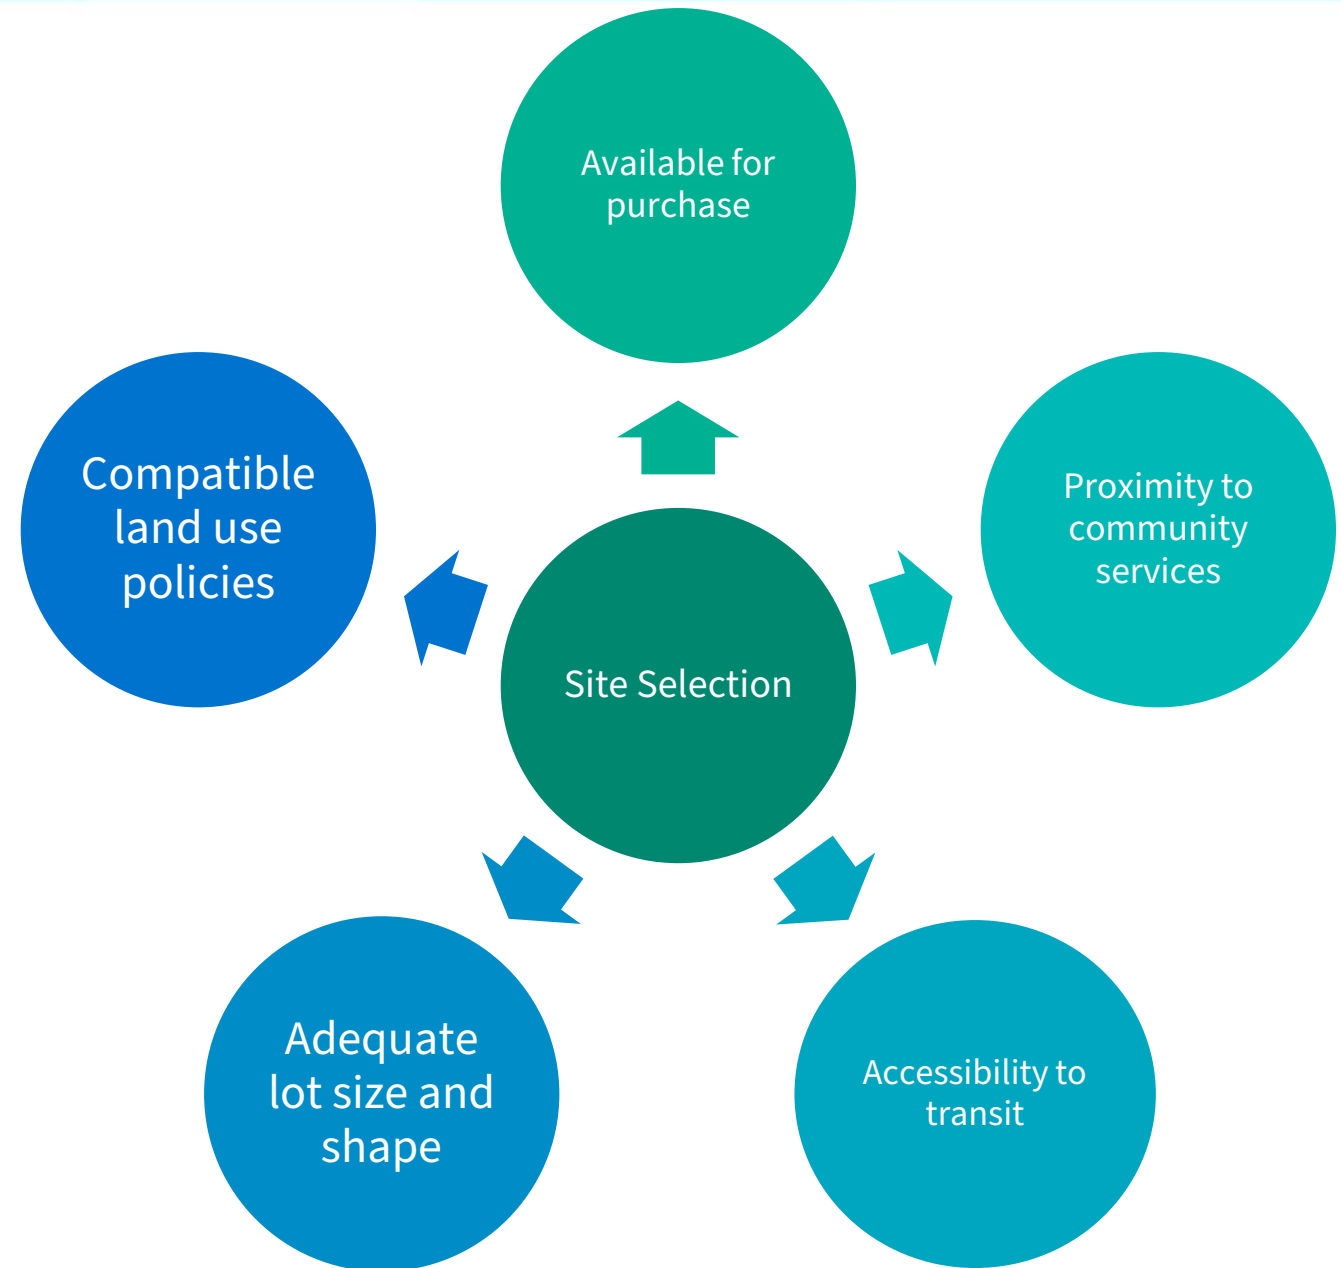 Available for
purchase
Compatible
land use
policies
Proximity to
community
services
Site Selection
Adequate
lot size and
shape
Accessibility to
transit